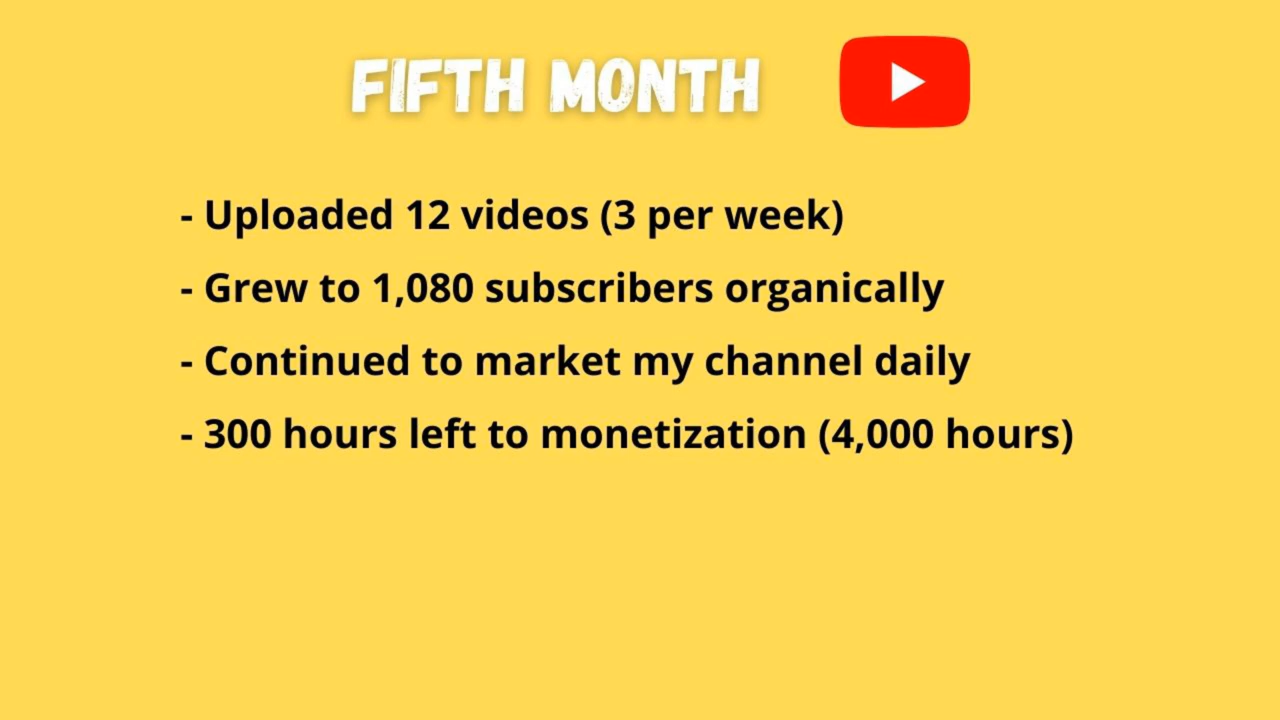 FIFTH MONTH
- Uploaded 12 videos (3 per week)
- Grew to 1,080 subscribers organically
- Continued to market my channel daily
- 300 hours left to monetization (4,000 hours)